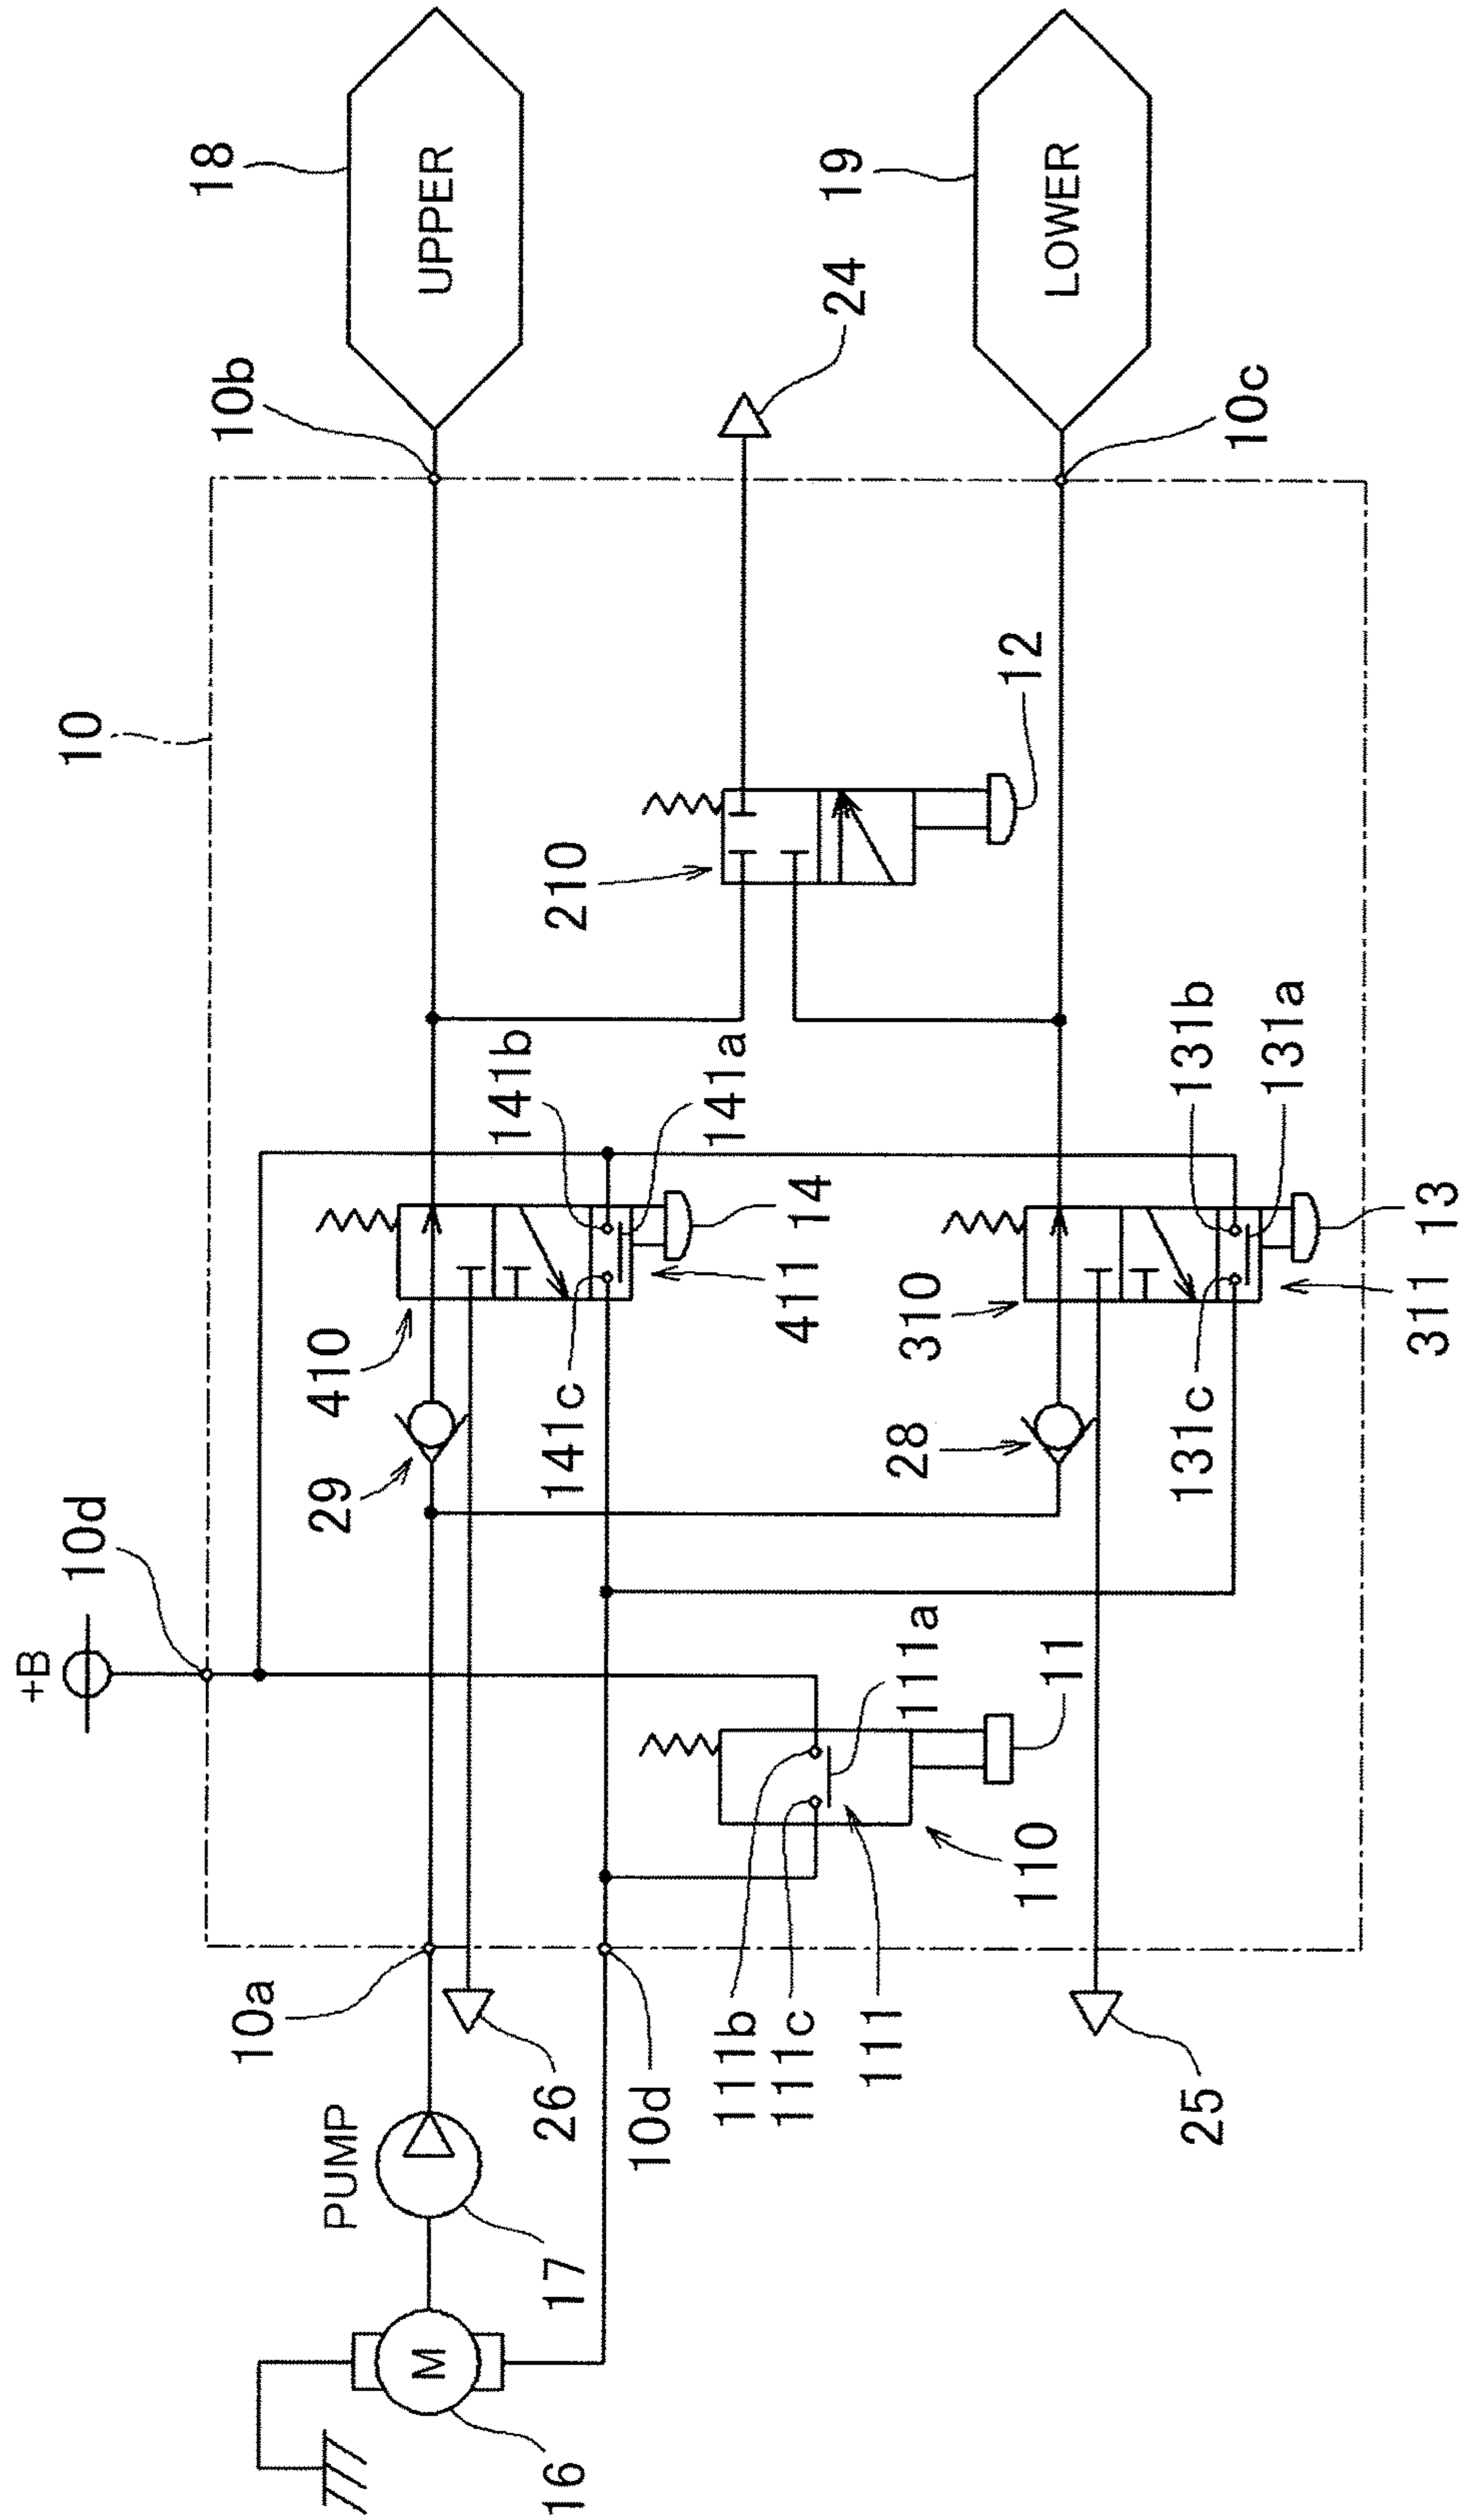 10
18
UPPER
10b
19
LOWER
24
10c
12
210
141b
141a
14
411
410
141c
29
131b
131a
13
311
310
131c
28
+B
10d
111a
11
110
10a
26
10d
111b
111c
111
25
PUMP
17
M
16